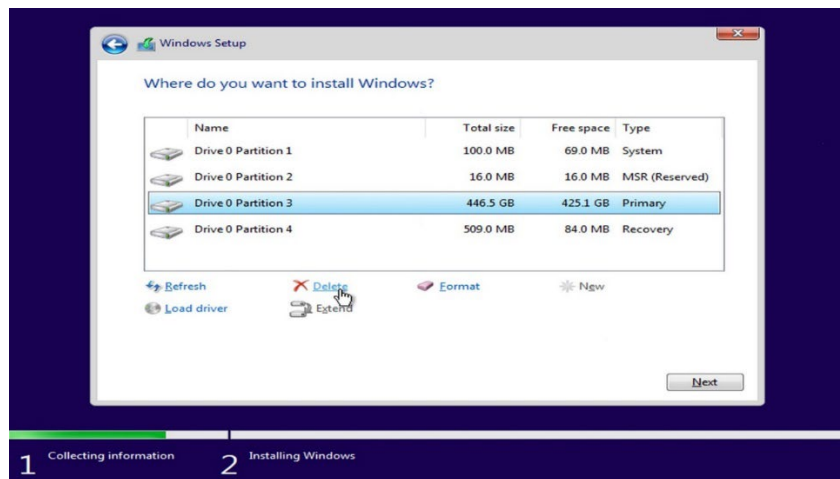 Windows Setup
Where do you want to install Windows?
Name Total size Free space Type
Drive 0 Partition 1 100.0 MB 69.0 MB System
Drive 0 Partition 2 16.0 MB 16.0 MB MSR (Reserved)
Drive 0 Partition 3 446.5 GB 425.1 GB Primary
Drive 0 Partition 4 509.0 MB 84.0 MB Recovery
Refresh Delete Format New
Load driver Extend
Next
1 Collecting information 2 Installing Windows